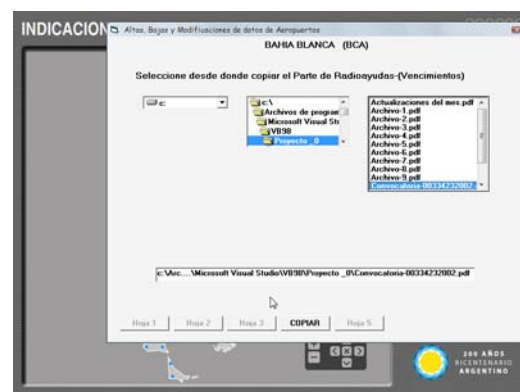 INDICACION
Altas. Bajas y Modificaciones de datos de Aeropuertos
BAHIA BLANCA (BCA)
Seleccione desde donde copiar el Parte de Radioayudas-(Vencimientos)
c:
c:\
Archivos de program
Microsoft Visual St
VB98
Proyecto _0
Actualizaciones del mes.pdf
Archivo-1.pdf
Archivo-2.pdf
Archivo-3.pdf
Archivo-4.pdf
Archivo-5.pdf
Archivo-6.pdf
Archivo-7.pdf
Archivo-8.pdf
Archivo-9.pdf
Convocatoria-00334232002.
c:\Arc....\Microsoft Visual Studio\VB98\Proyecto _0\Convocatoria-00334232002.pdf
Hoja 1
Hoja 2
Hoja 3
COPIAR
Hoja 5
200 AÑOS
BICENTENARIO
ARGENTINO